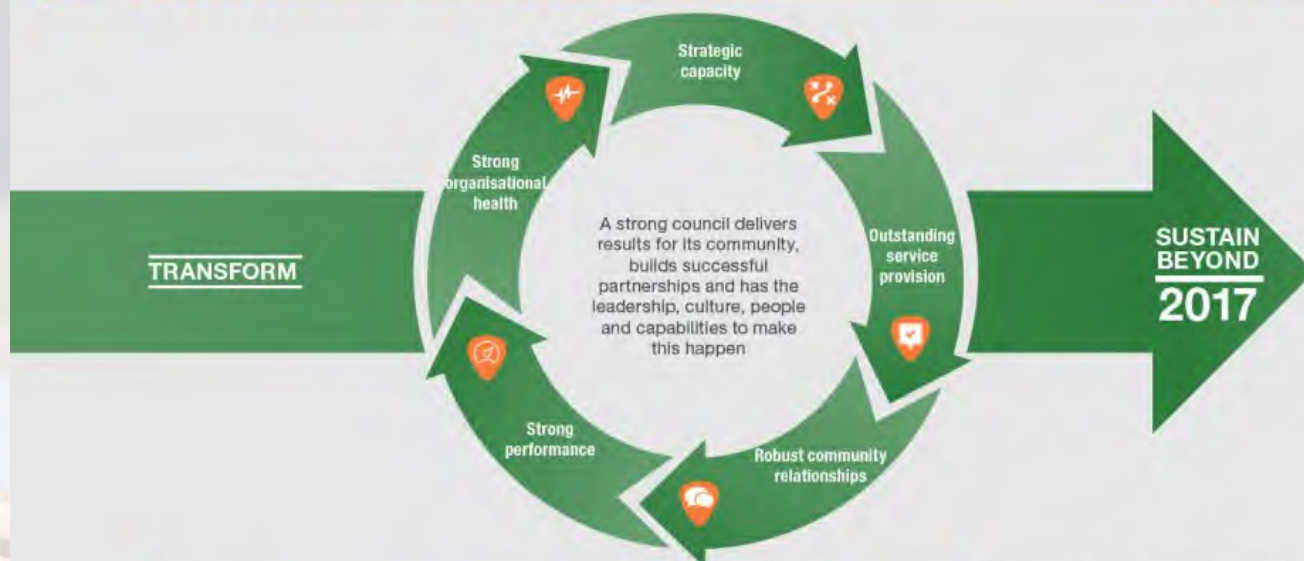 TRANSFORM
Strong
organisational
health
Strategic
capacity
Outstanding
service
provision
Robust community
relationships
Strong
performance
A strong council delivers
results for its community,
builds successful
partnerships and has the
leadership, culture, people
and capabilities to make
this happen
SUSTAIN
BEYOND
2017